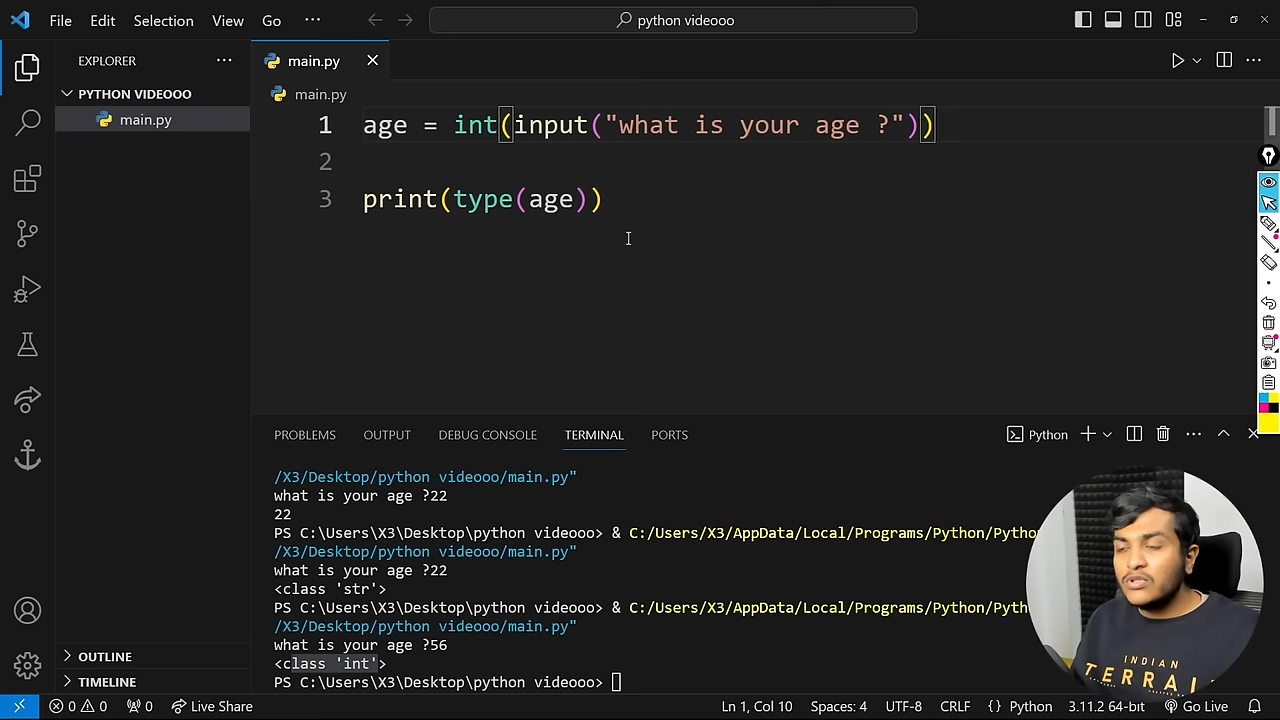 File Edit Selection View Go ··· python videooo
EXPLORER ···
PYTHON VIDEOOO
main.py
OUTLINE
TIMELINE
main.py
main.py
1 age = int(input("what is your age ?"))
2
3 print(type(age))
PROBLEMS OUTPUT DEBUG CONSOLE TERMINAL PORTS Python
/X3/Desktop/python videooo/main.py"
what is your age ?22
22
PS C:\Users\X3\Desktop\python videooo> & C:/Users/X3/AppData/Local/Programs/Python/Pytho
/X3/Desktop/python videooo/main.py"
what is your age ?22
<class 'str'>
PS C:\Users\X3\Desktop\python videooo> & C:/Users/X3/AppData/Local/Programs/Python/Pyth
/X3/Desktop/python videooo/main.py"
what is your age ?56
<class 'int'>
PS C:\Users\X3\Desktop\python videooo>
INDIAN
TERRAI
0 0 0 Live Share Ln 1, Col 10 Spaces: 4 UTF-8 CRLF {} Python 3.11.2 64-bit Go Live